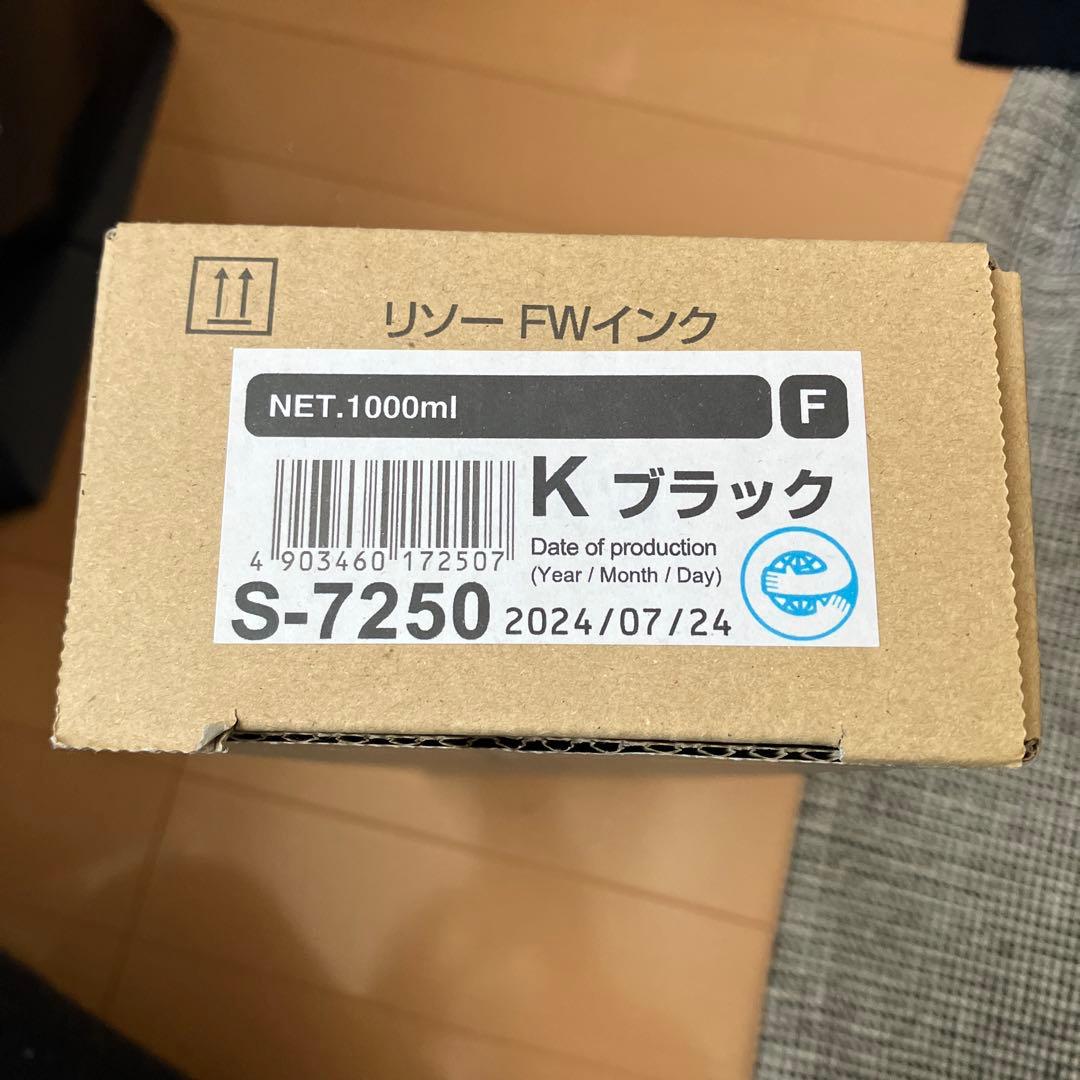 リソー FWインク
NET.1000ml F
K ブラック
4 903460 172507
Date of production
(Year / Month / Day)
S-7250 2024/07/24